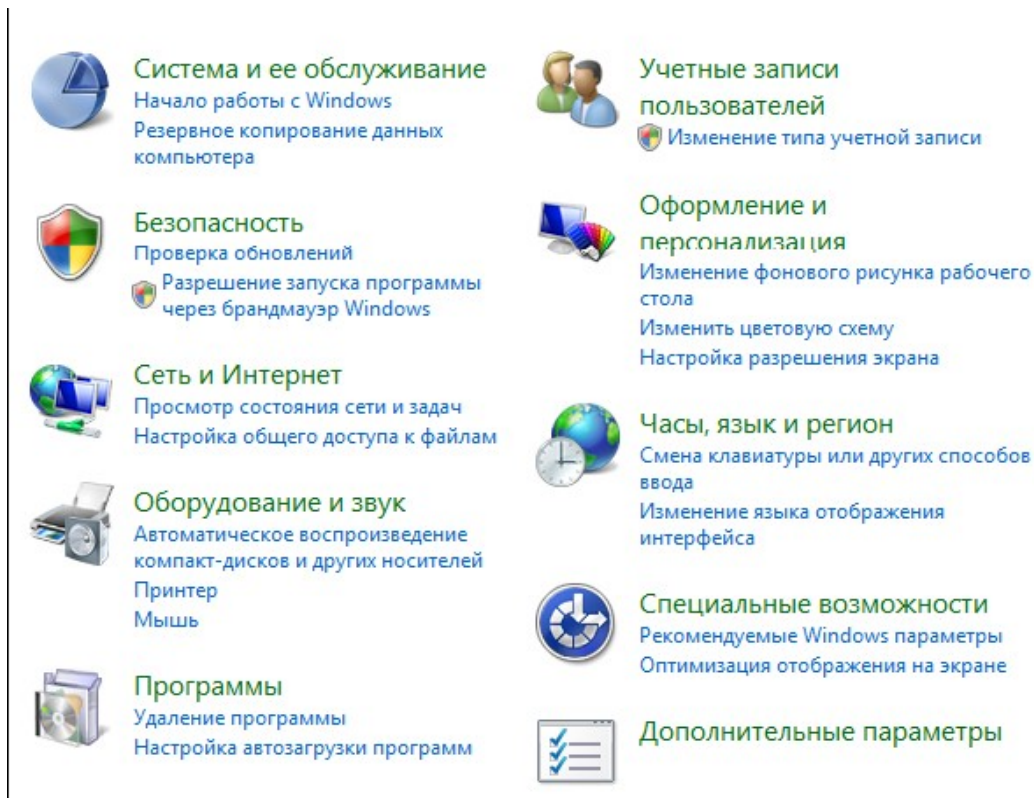 Система и ее обслуживание
Начало работы с Windows
Резервное копирование данных
компьютера
Безопасность
Проверка обновлений
Разрешение запуска программы
через брандмауэр Windows
Сеть и Интернет
Просмотр состояния сети и задач
Настройка общего доступа к файлам
Оборудование и звук
Автоматическое воспроизведение
компакт-дисков и других носителей
Принтер
Мышь
Программы
Удаление программы
Настройка автозагрузки программ
Учетные записи
пользователей
Изменение типа учетной записи
Оформление и
персонализация
Изменение фонового рисунка рабочего
стола
Изменить цветовую схему
Настройка разрешения экрана
Часы, язык и регион
Смена клавиатуры или других способов
ввода
Изменение языка отображения
интерфейса
Специальные возможности
Рекомендуемые Windows параметры
Оптимизация отображения на экране
Дополнительные параметры